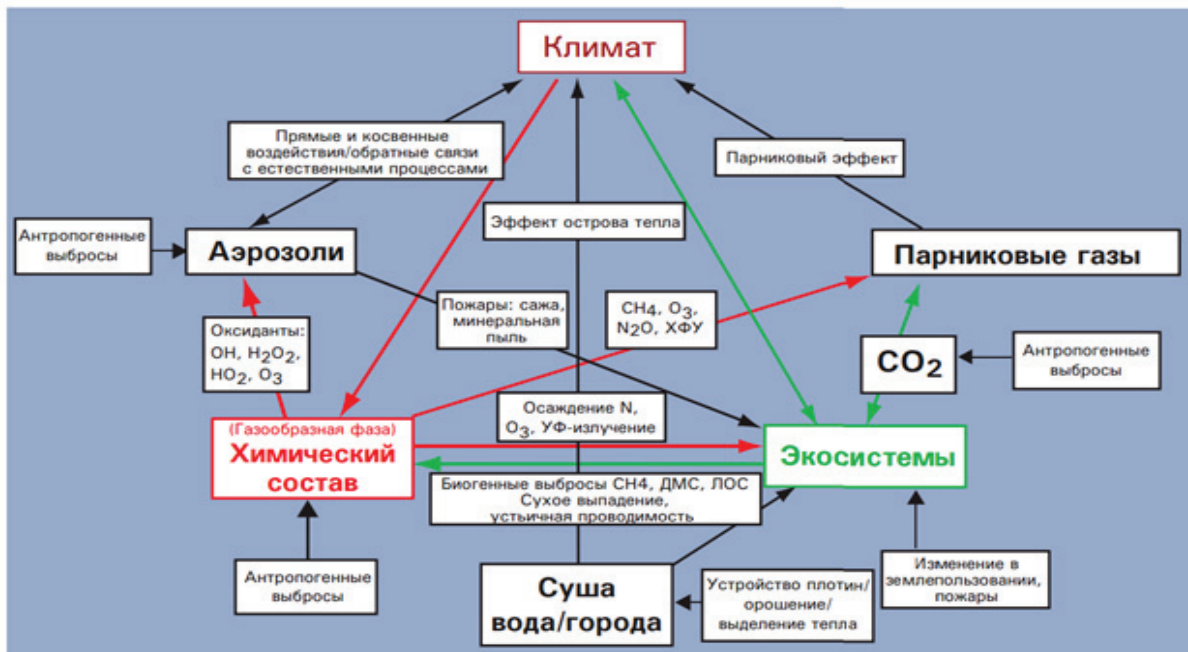 Климат
Прямые и косвенные
воздействия/обратные связи
с естественными процессами
Парниковый эффект
Эффект острова тепла
Антропогенные
выбросы
Аэрозоли
Парниковые газы
Пожары: сажа,
минеральная
пыль
CH4, O3,
N2O, ХФУ
Оксиданты:
OH, H2O2,
HO2, O3
CO2
Антропогенные
выбросы
Осаждение N,
O3, УФ-излучение
(Газообразная фаза)
Химический
состав
Экосистемы
Биогенные выбросы CH4, ДМС, ЛОС
Сухое выпадение,
устьичная проводимость
Антропогенные
выбросы
Суша
вода/города
Устройство плотин/
орошение/
выделение тепла
Изменение в
землепользовании,
пожары